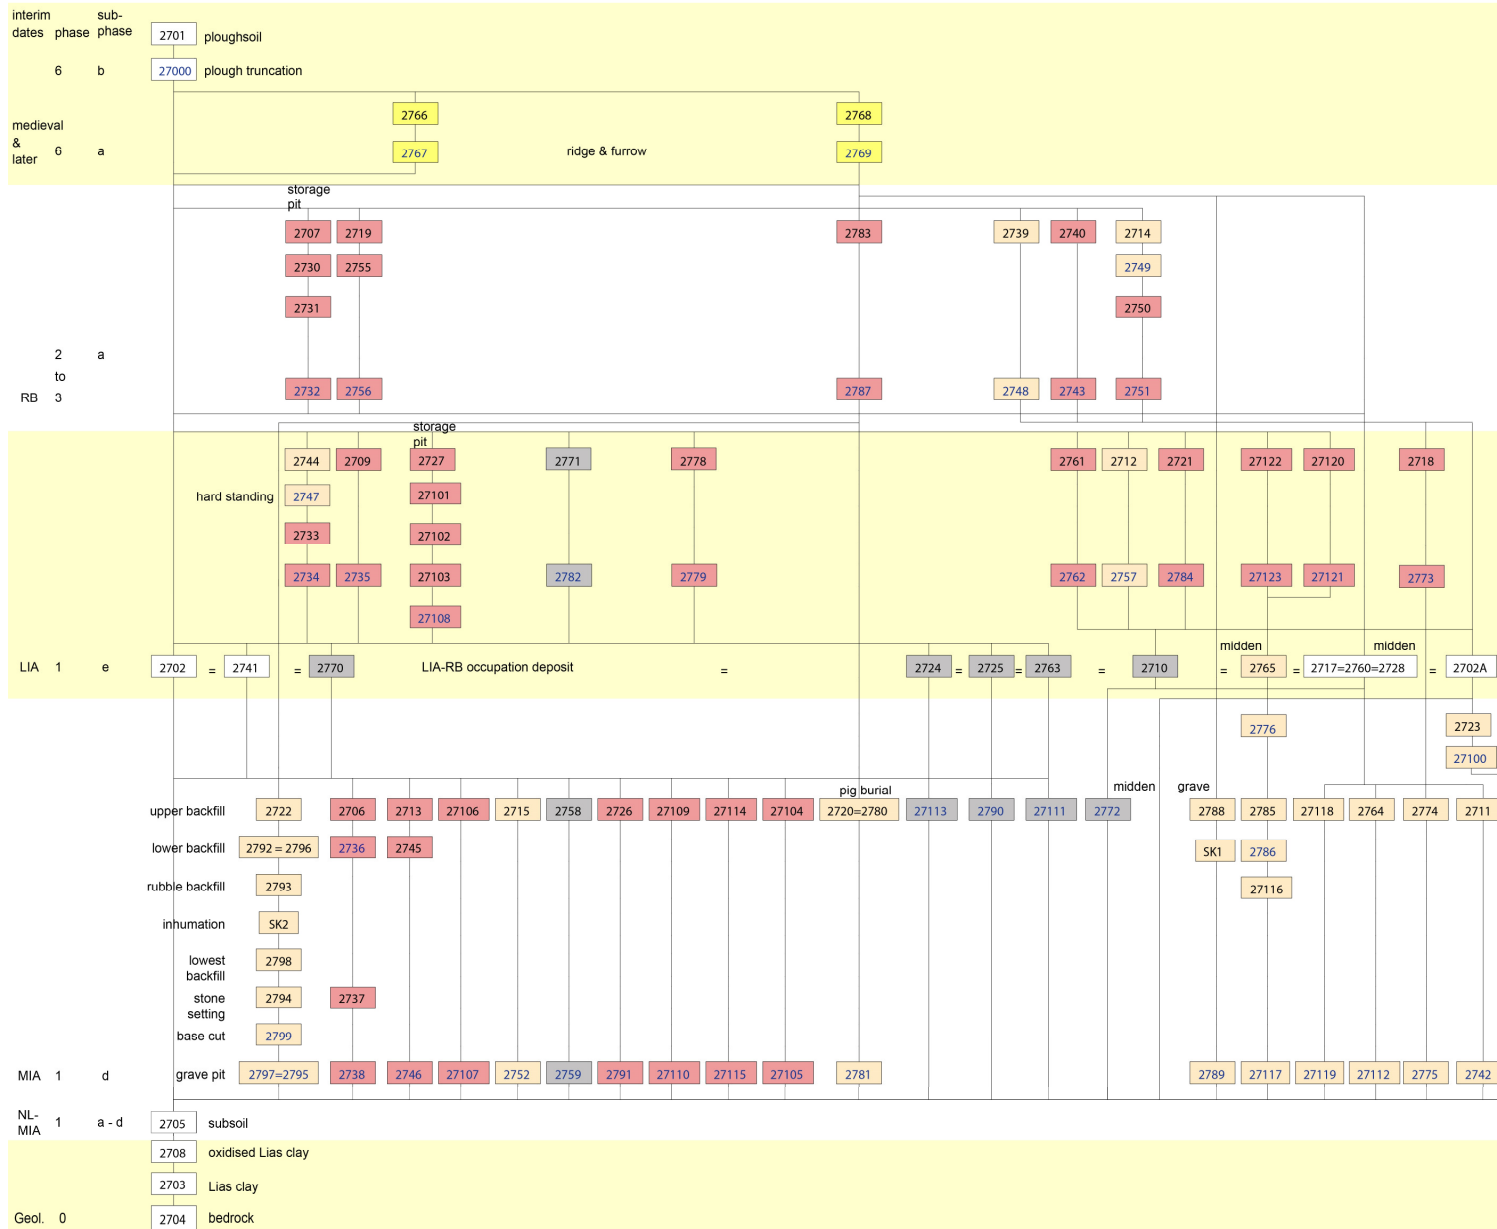 interim sub-
dates phase phase 2701 ploughsoil
6 b 27000 plough truncation
2766 2768
medieval
&
later 6 a 2767 ridge & furrow 2769
storage
pit
2707 2719 2783 2739 2740 2714
2730 2755 2749
2731 2750
2 a
to
RB 3 2732 2756 2787 2748 2743 2751
storage
pit
2744 2709 2727 2771 2778 2761 2712 2721 27122 27120 2718
hard standing 2747 27101
2733 27102
2734 2735 27103 2782 2779 2762 2757 2784 27123 27121 2773
27108
midden midden
LIA 1 e 2702 = 2741 = 2770 LIA-RB occupation deposit = 2724 = 2725 = 2763 = 2710 = 2765 = 2717=2760=2728 = 2702A
2776 2723
27100
pig burial midden grave
upper backfill 2722 2706 2713 27106 2715 2758 2726 27109 27114 27104 2720=2780 27113 2790 27111 2772 2788 2785 27118 2764 2774 2711
lower backfill 2792 = 2796 2736 2745 SK1 2786
rubble backfill 2793 27116
inhumation SK2
lowest
backfill 2798
stone
setting 2794 2737
base cut 2799
MIA 1 d grave pit 2797=2795 2738 2746 27107 2752 2759 2791 27110 27115 27105 2781 2789 27117 27119 27112 2775 2742
NL-
MIA 1 a - d 2705 subsoil
2708 oxidised Lias clay
2703 Lias clay
Geol. 0 2704 bedrock